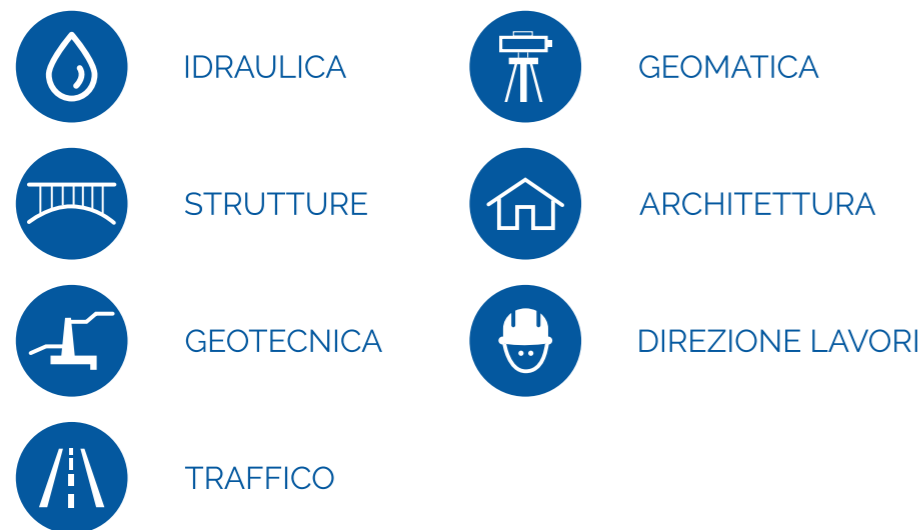 IDRAULICA
STRUTTURE
GEOTECNICA
TRAFFICO
GEOMATICA
ARCHITETTURA
DIREZIONE LAVORI